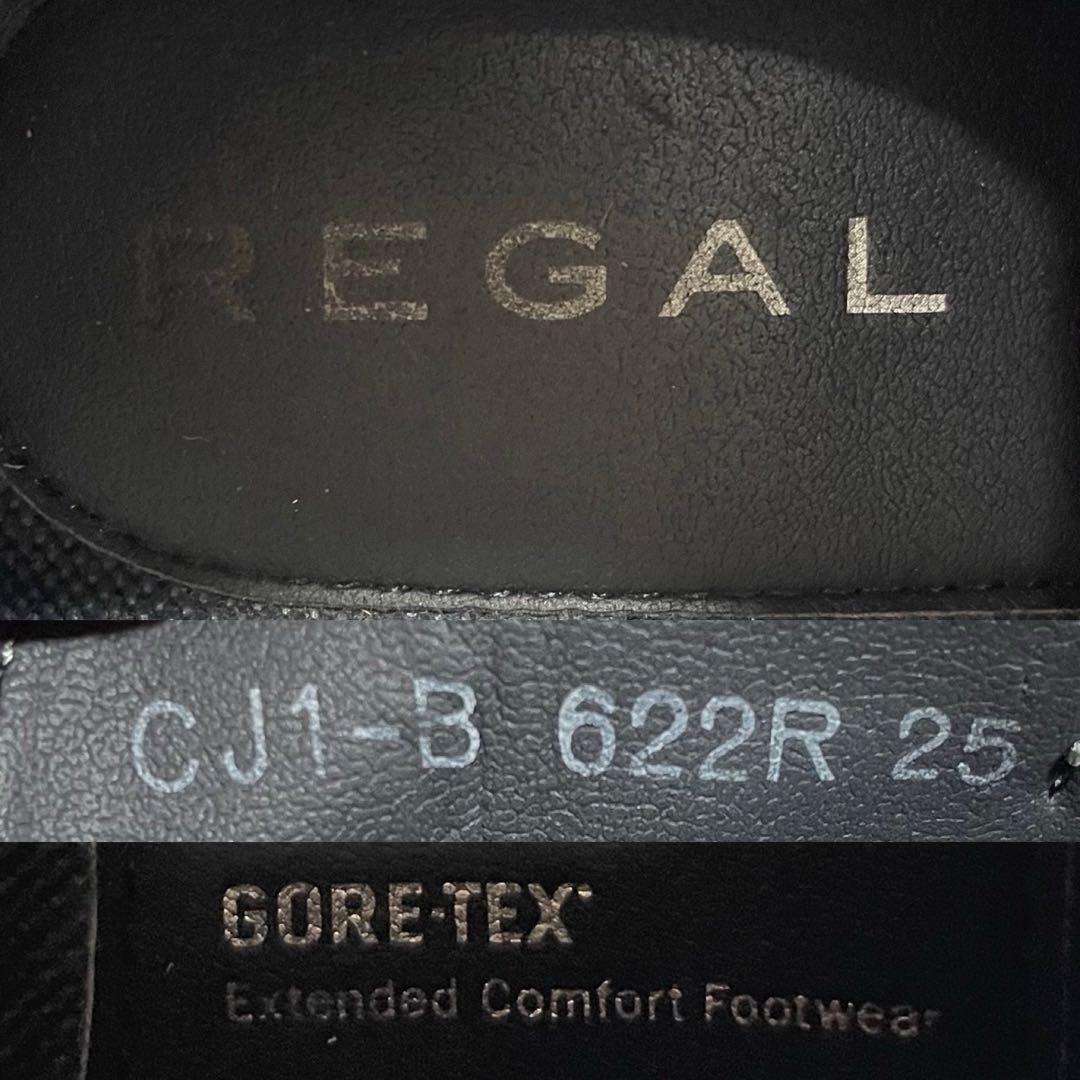 REGAL
CJ1-B 622R 25
GORE-TEX
Extended Comfort Footwear